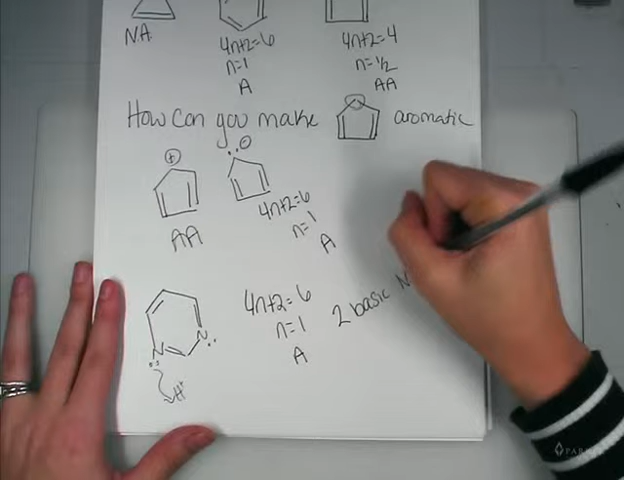 NA
4n+2=6
n=1
A
4n+2=4
n=1/2
AA
How can you make aromatic
⊕
:⊖
AA
4n+2=6
n=1
A
4n+2=6
n=1
A
2 basic N
N:
N
H⁺